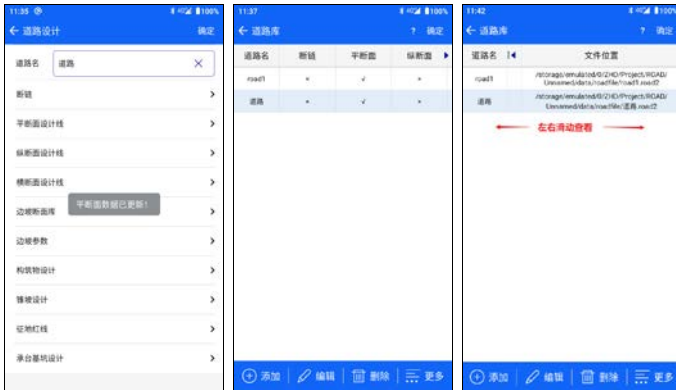 11:35
100%
道路设计
确定
道路名
道路
断链
平断面设计线
纵断面设计线
横断面设计线
平断面数据已更新！
边坡断面库
边坡参数
构筑物设计
锥坡设计
征地红线
承台基坑设计
11:37
100%
道路库
? 确定
道路名 断链 平断面 纵断面
road1 × √ ×
道路 × √ ×
添加 编辑 删除 更多
11:42
100%
道路库
? 确定
道路名 文件位置
road1 /storage/emulated/0/ZHD/Project/ROAD/
Unnamed/data/roadfile/road1.road2
道路 /storage/emulated/0/ZHD/Project/ROAD/
Unnamed/data/roadfile/道路.road2
左右滑动查看
添加 编辑 删除 更多